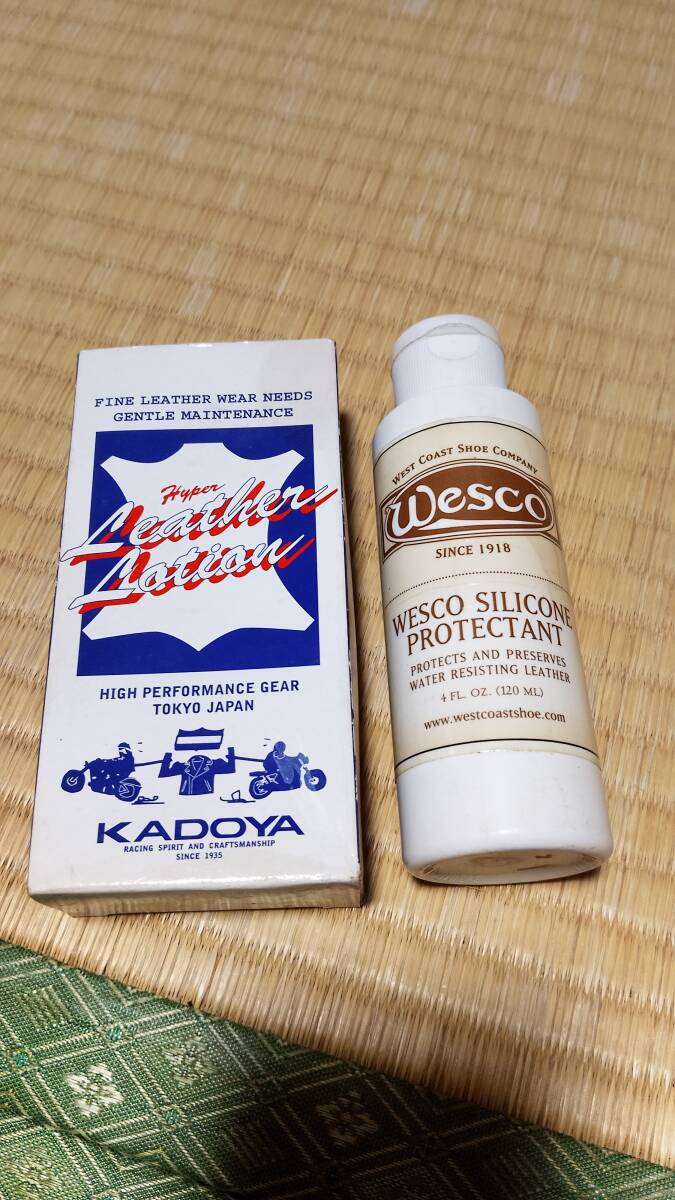 FINE LEATHER WEAR NEEDS
GENTLE MAINTENANCE
Hyper
Leather
Lotion
HIGH PERFORMANCE GEAR
TOKYO JAPAN
KADOYA
RACING SPIRIT AND CRAFTSMANSHIP
SINCE 1935
WEST COAST SHOE COMPANY
Wesco
SINCE 1918
WESCO SILICONE
PROTECTANT
PROTECTS AND PRESERVES
WATER RESISTING LEATHER
4 FL. OZ. (120 ML)
www.westcoastshoe.com